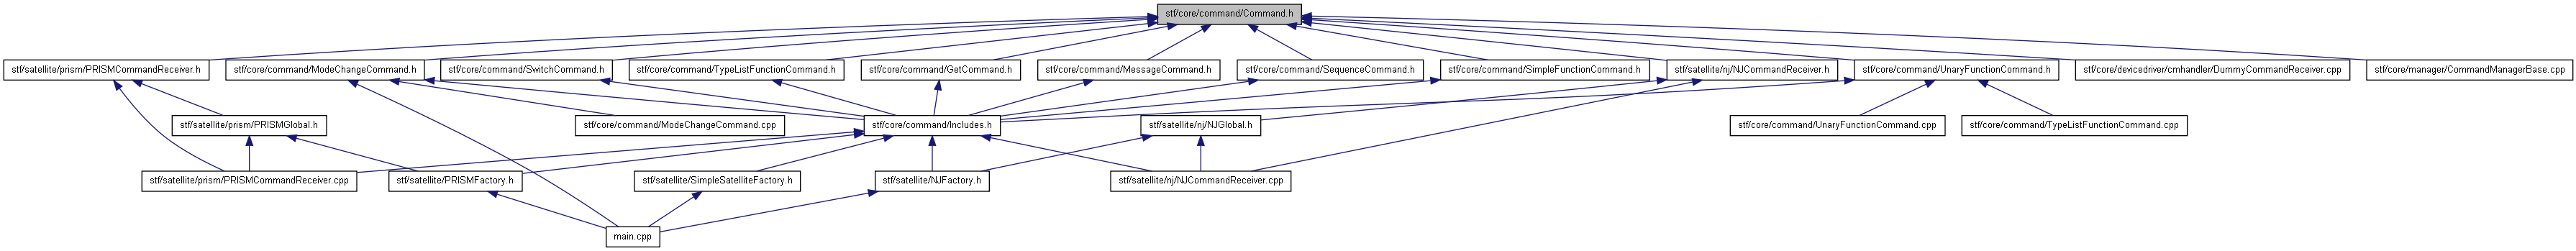 stf/core/command/Command.h
stf/satellite/prism/PRISMCommandReceiver.h
stf/core/command/ModeChangeCommand.h
stf/core/command/SwitchCommand.h
stf/core/command/TypeListFunctionCommand.h
stf/core/command/GetCommand.h
stf/core/command/MessageCommand.h
stf/core/command/SequenceCommand.h
stf/core/command/SimpleFunctionCommand.h
stf/satellite/nj/NJCommandReceiver.h
stf/core/command/UnaryFunctionCommand.h
stf/core/devicedriver/cmhandler/DummyCommandReceiver.cpp
stf/core/manager/CommandManagerBase.cpp
stf/satellite/prism/PRISMGlobal.h
stf/core/command/ModeChangeCommand.cpp
stf/core/command/Includes.h
stf/satellite/nj/NJGlobal.h
stf/core/command/UnaryFunctionCommand.cpp
stf/core/command/TypeListFunctionCommand.cpp
stf/satellite/prism/PRISMCommandReceiver.cpp
stf/satellite/PRISMFactory.h
stf/satellite/SimpleSatelliteFactory.h
stf/satellite/NJFactory.h
stf/satellite/nj/NJCommandReceiver.cpp
main.cpp